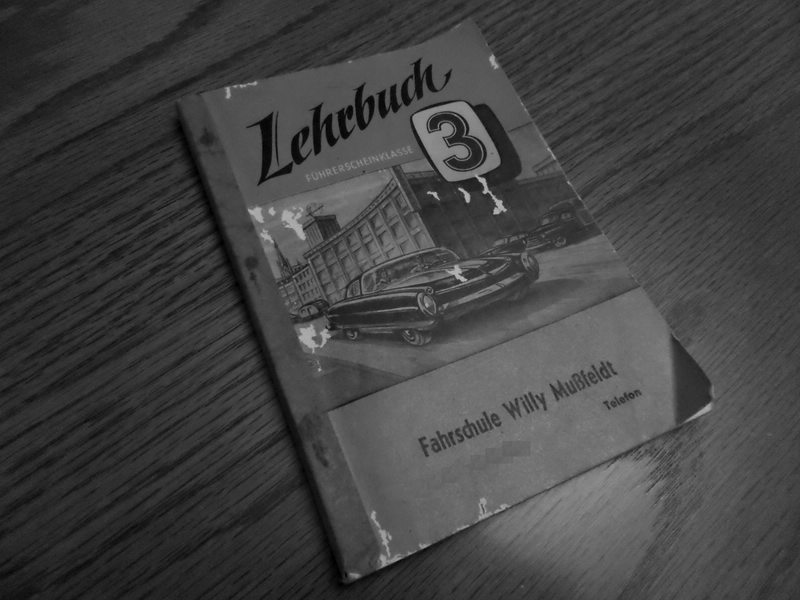 Lehrbuch
3
FÜHRERSCHEINKLASSE
Fahrschule Willy Mußfeldt
Telefon